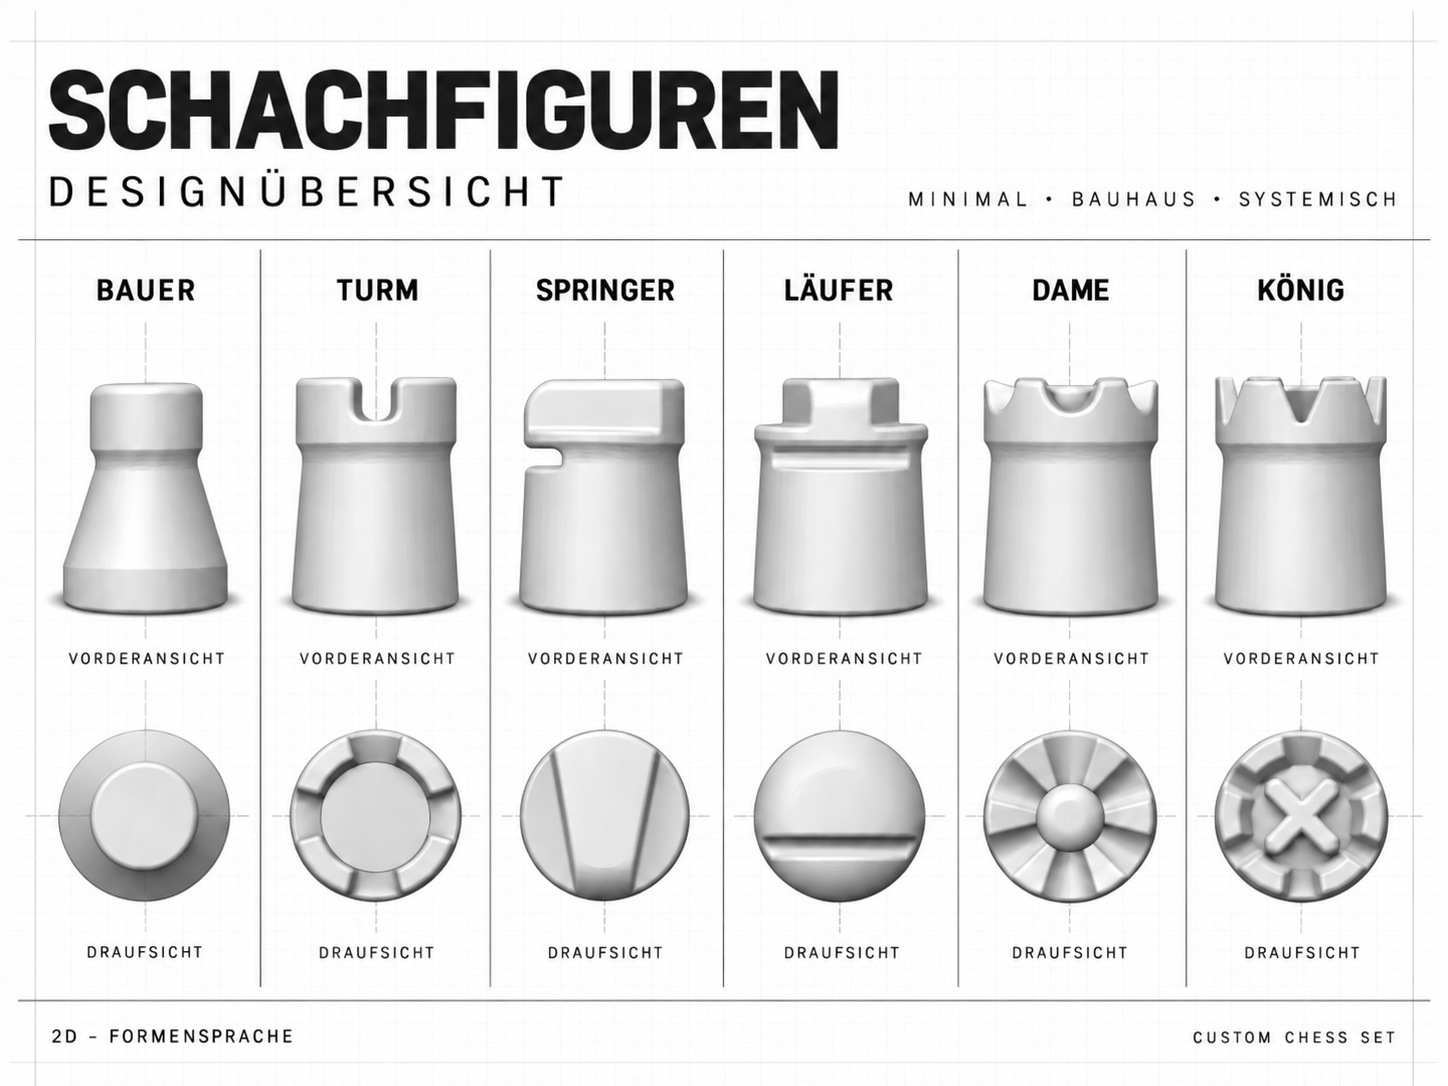 SCHACHFIGUREN
DESIGNÜBERSICHT
MINIMAL • BAUHAUS • SYSTEMISCH
BAUER
TURM
SPRINGER
LÄUFER
DAME
KÖNIG
VORDERANSICHT
VORDERANSICHT
VORDERANSICHT
VORDERANSICHT
VORDERANSICHT
VORDERANSICHT
DRAUFSICHT
DRAUFSICHT
DRAUFSICHT
DRAUFSICHT
DRAUFSICHT
DRAUFSICHT
2D – FORMENSPRACHE
CUSTOM CHESS SET